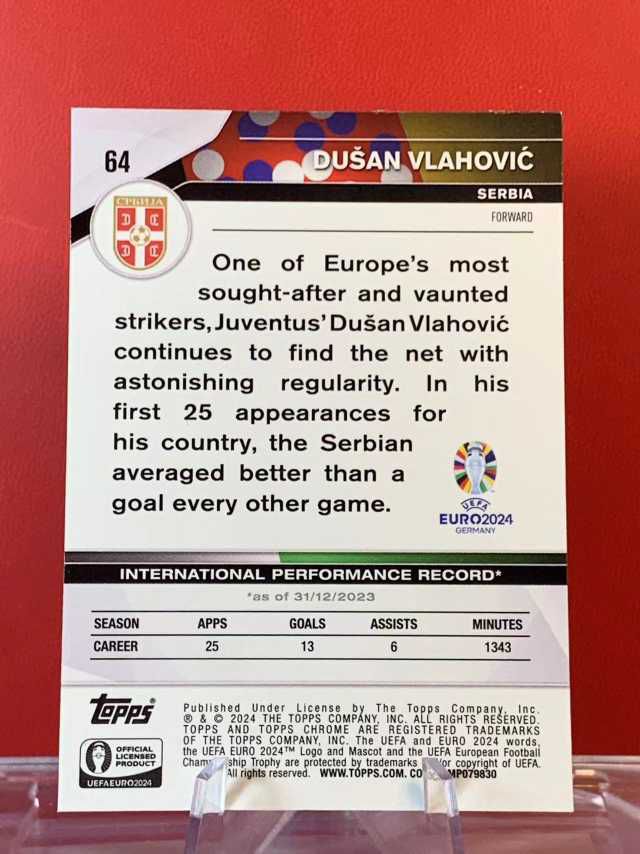 64
DUŠAN VLAHOVIĆ
SERBIA
FORWARD
СРБИЈА
One of Europe's most
sought-after and vaunted
strikers, Juventus' Dušan Vlahović
continues to find the net with
astonishing regularity. In his
first 25 appearances for
his country, the Serbian
averaged better than a
goal every other game.
UEFA
EURO2024
GERMANY
INTERNATIONAL PERFORMANCE RECORD*
*as of 31/12/2023
SEASON APPS GOALS ASSISTS MINUTES
CAREER 25 13 6 1343
topps®
OFFICIAL
LICENSED
PRODUCT
UEFAEURO2024
Published Under License by The Topps Company, Inc.
® & © 2024 THE TOPPS COMPANY, INC. ALL RIGHTS RESERVED.
TOPPS AND TOPPS CHROME ARE REGISTERED TRADEMARKS
OF THE TOPPS COMPANY, INC. The UEFA and EURO 2024 words,
the UEFA EURO 2024™ Logo and Mascot and the UEFA European Football
Trophy are protected by trademarks copyright of UEFA.
All rights reserved. WWW.TOPPS.COM. MP079830